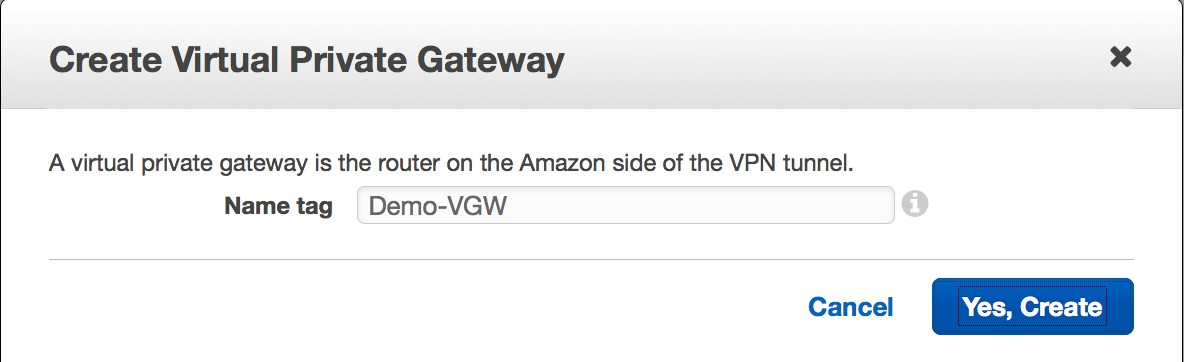 Create Virtual Private Gateway
A virtual private gateway is the router on the Amazon side of the VPN tunnel.
Name tag Demo-VGW
Cancel Yes, Create